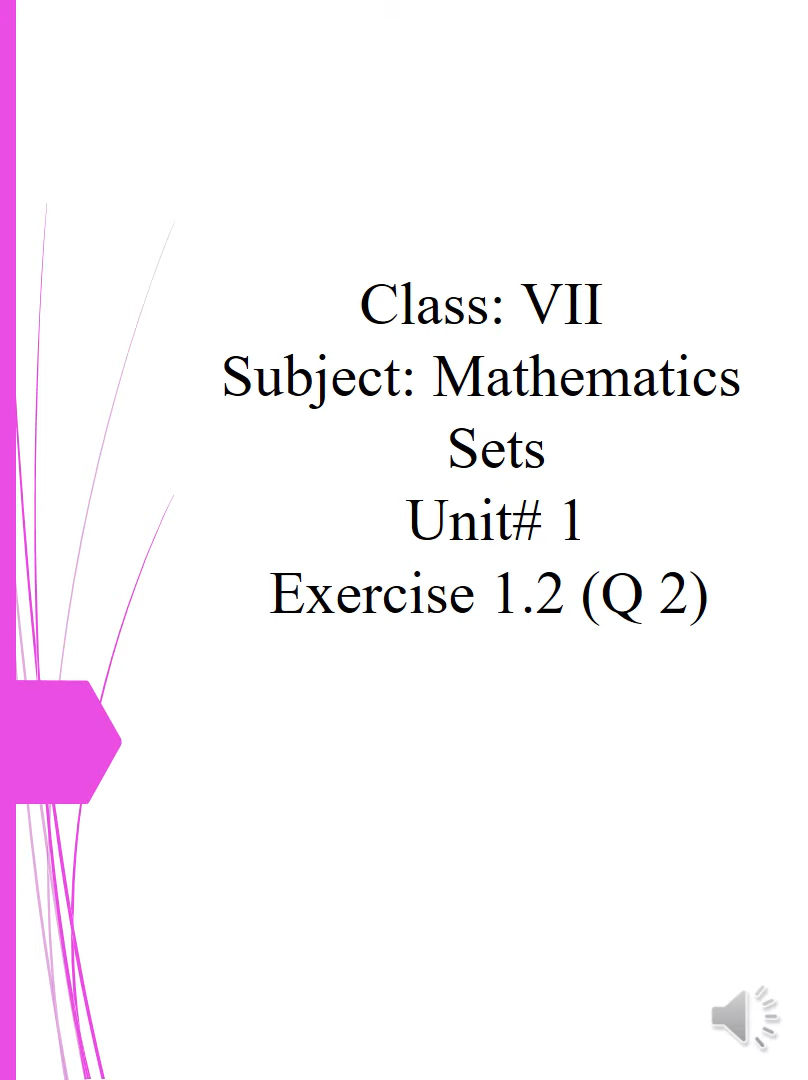 Class: VII
Subject: Mathematics
Sets
Unit# 1
Exercise 1.2 (Q 2)